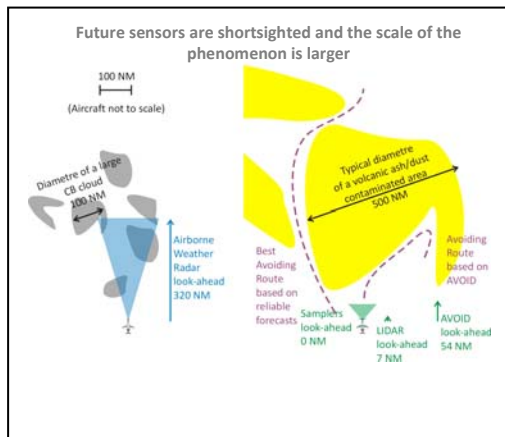 Future sensors are shortsighted and the scale of the
phenomenon is larger
100 NM
(Aircraft not to scale)
Diametre of a large
CB cloud
100 NM
Airborne
Weather
Radar
look-ahead
320 NM
Typical diametre
of a volcanic ash/dust
contaminated area
500 NM
Best
Avoiding
Route
based on
reliable
forecasts
Avoiding
Route
based on
AVOID
Samplers
look-ahead
0 NM
LIDAR
look-ahead
7 NM
AVOID
look-ahead
54 NM